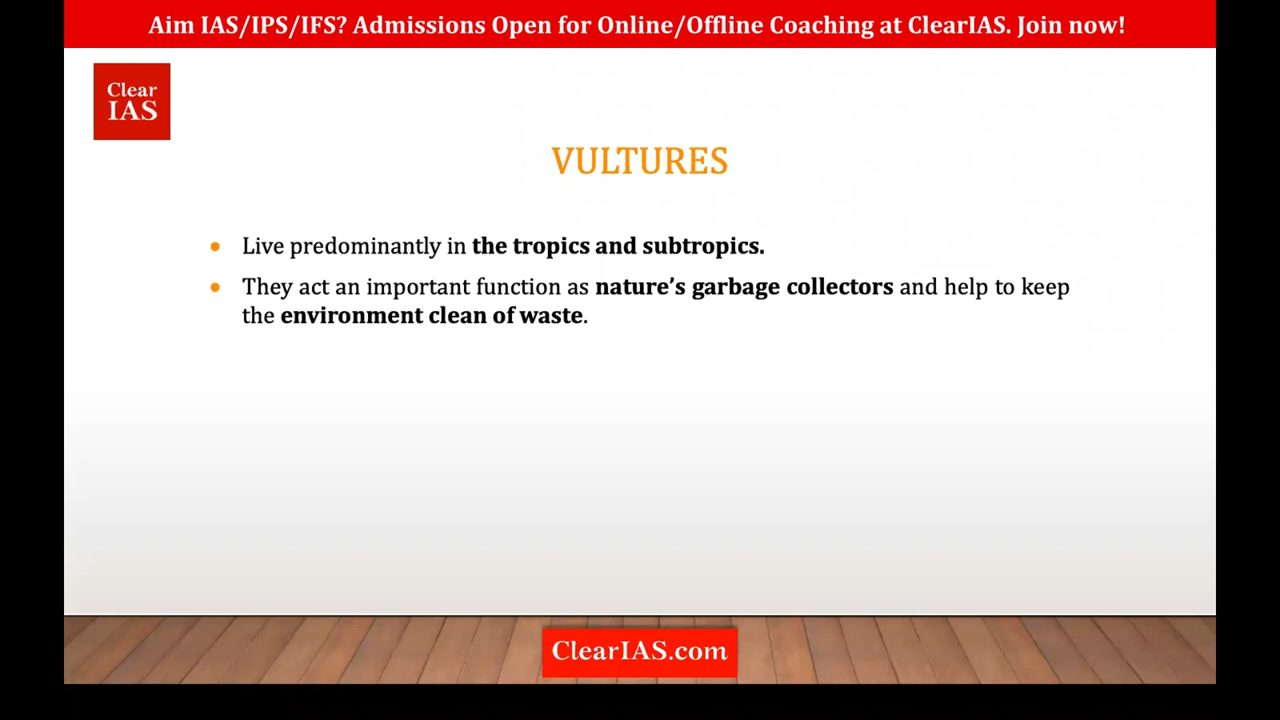 Aim IAS/IPS/IFS? Admissions Open for Online/Offline Coaching at ClearIAS. Join now!
Clear
IAS
VULTURES
• Live predominantly in the tropics and subtropics.
• They act an important function as nature's garbage collectors and help to keep
the environment clean of waste.
ClearIAS.com